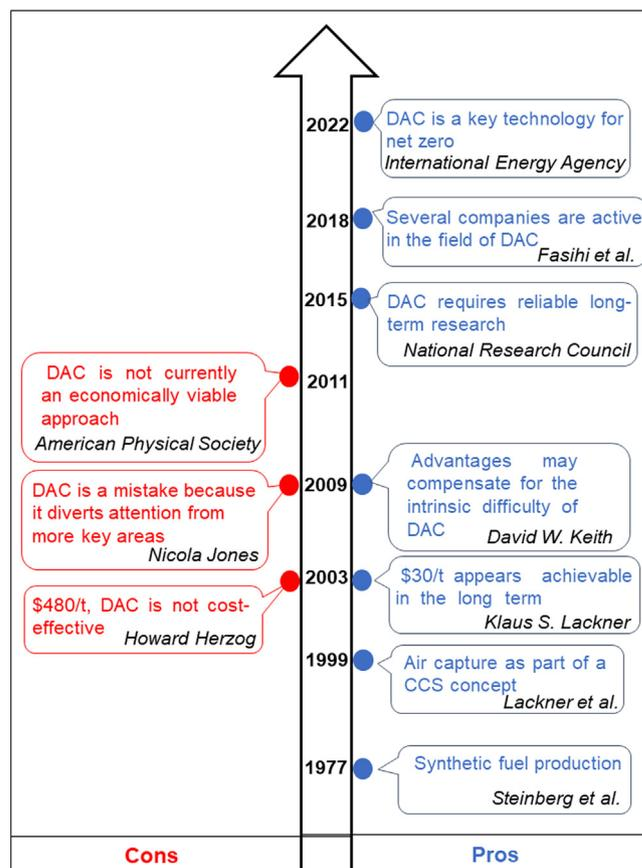 2022
DAC is a key technology for
net zero
International Energy Agency
2018
Several companies are active
in the field of DAC
Fasihi et al.
2015
DAC requires reliable long-
term research
National Research Council
DAC is not currently
an economically viable
approach
American Physical Society
2011
DAC is a mistake because
it diverts attention from
more key areas
Nicola Jones
2009
Advantages may
compensate for the
intrinsic difficulty of
DAC
David W. Keith
$480/t, DAC is not cost-
effective
Howard Herzog
2003
$30/t appears achievable
in the long term
Klaus S. Lackner
1999
Air capture as part of a
CCS concept
Lackner et al.
1977
Synthetic fuel production
Steinberg et al.
Cons
Pros